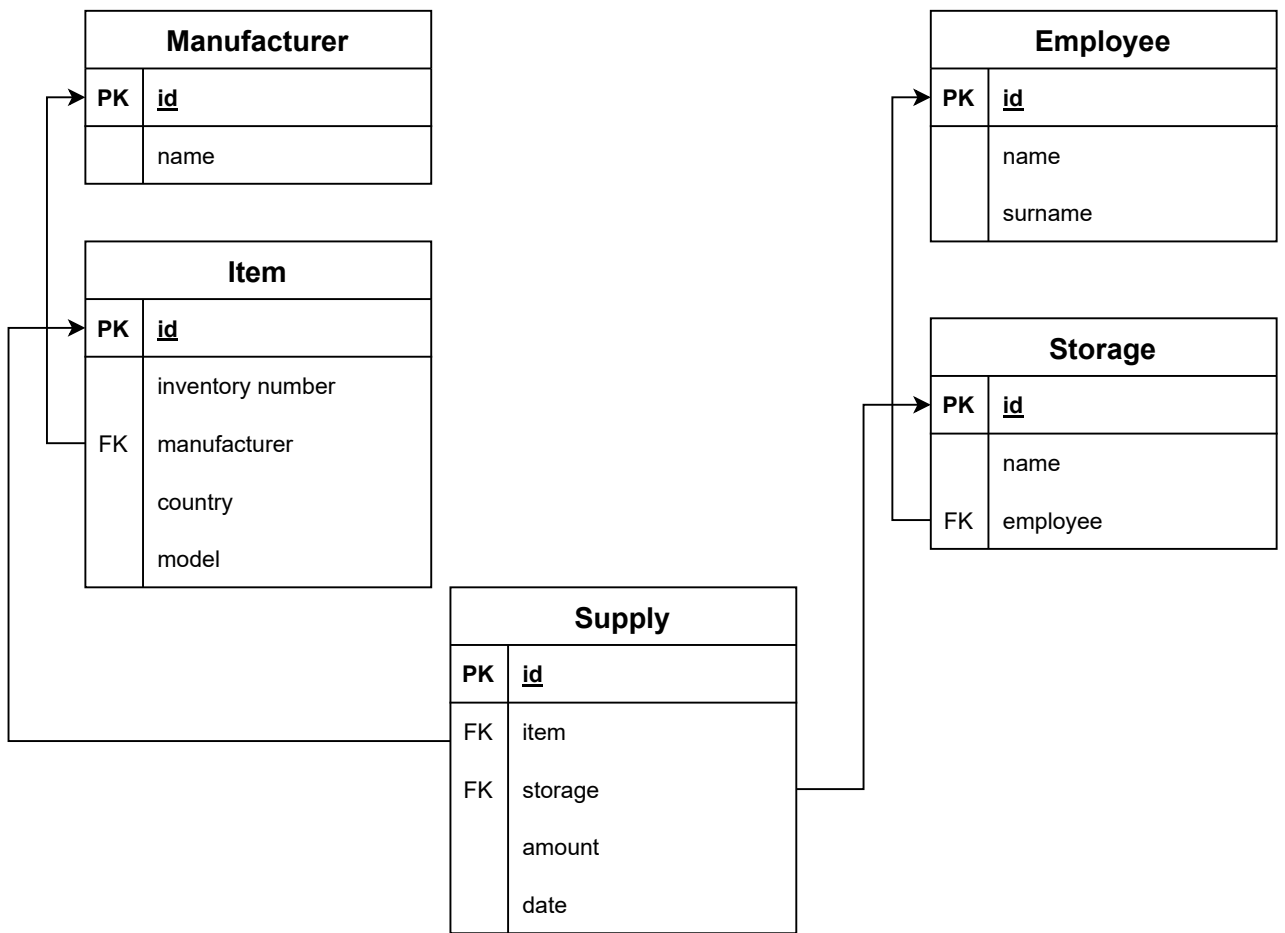 Manufacturer
PK id
name
Item
PK id
inventory number
FK manufacturer
country
model
Supply
PK id
FK item
FK storage
amount
date
Employee
PK id
name
surname
Storage
PK id
name
FK employee